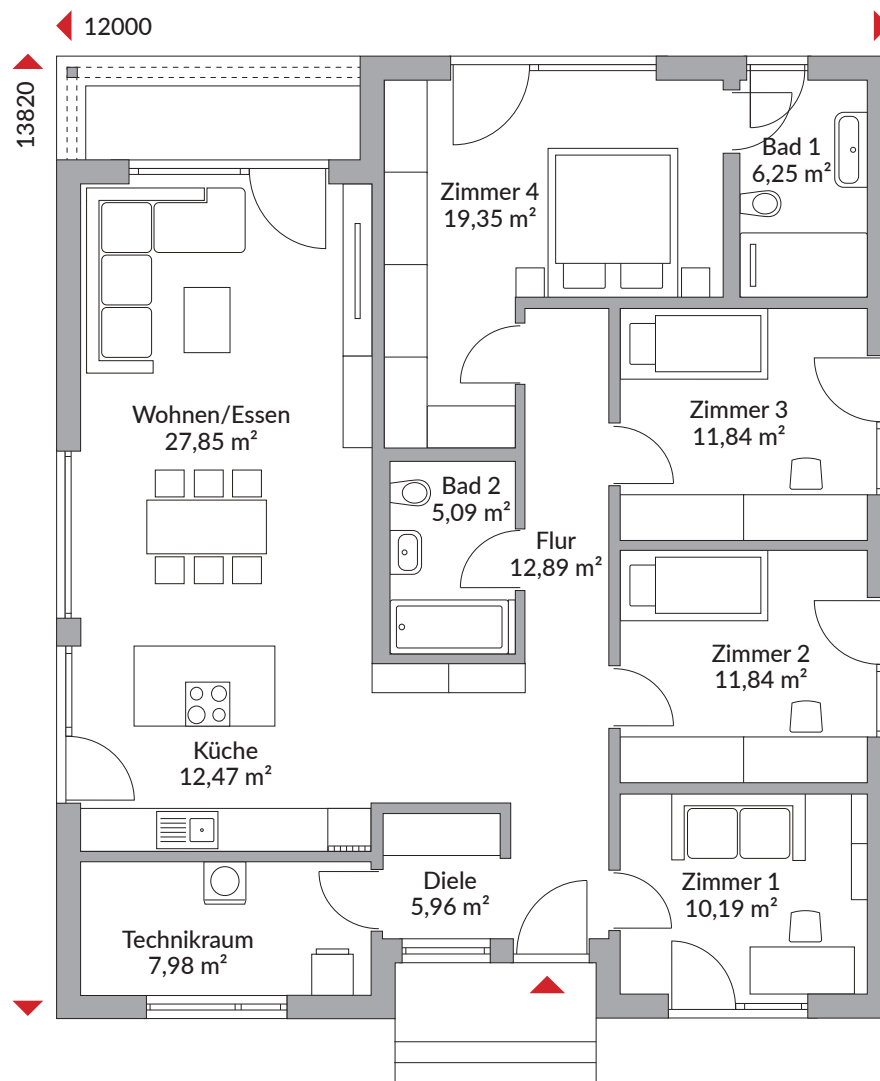 12000
13820
Bad 1
6,25 m²
Zimmer 4
19,35 m²
Wohnen/Essen
27,85 m²
Zimmer 3
11,84 m²
Bad 2
5,09 m²
Flur
12,89 m²
Zimmer 2
11,84 m²
Küche
12,47 m²
Diele
5,96 m²
Zimmer 1
10,19 m²
Technikraum
7,98 m²